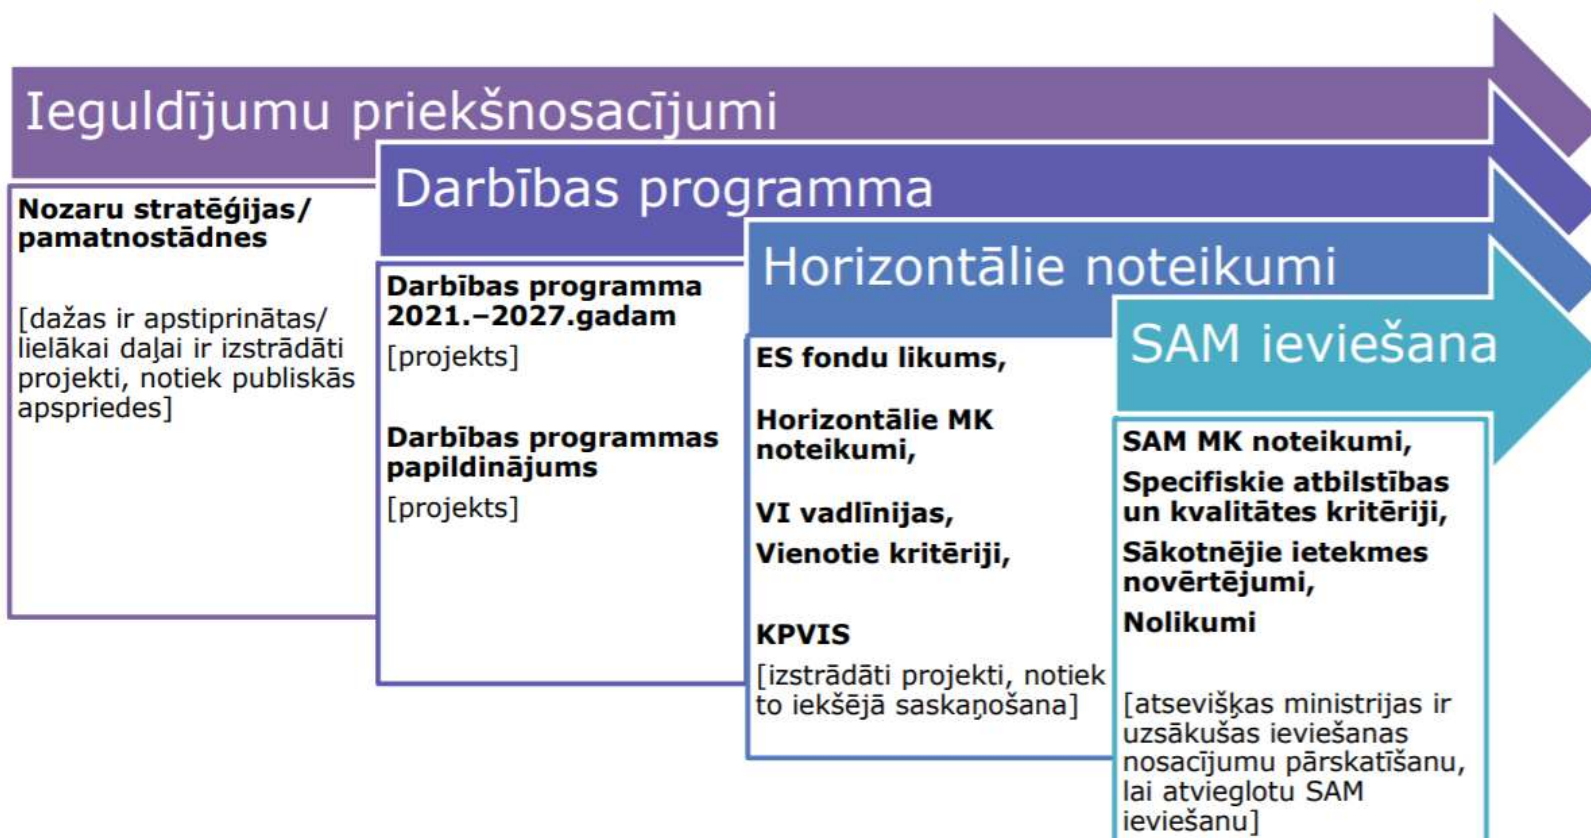 Ieguldījumu priekšnosacījumi
Nozaru stratēģijas/
pamatnostādnes
[dažas ir apstiprinātas/
lielākai daļai ir izstrādāti
projekti, notiek publiskās
apspriedes]
Darbības programma
Darbības programma
2021.–2027.gadam
[projekts]
Darbības programmas
papildinājums
[projekts]
Horizontālie noteikumi
ES fondu likums,
Horizontālie MK
noteikumi,
VI vadlīnijas,
Vienotie kritēriji,
KPVIS
[izstrādāti projekti, notiek
to iekšējā saskaņošana]
SAM ieviešana
SAM MK noteikumi,
Specifiskie atbilstības
un kvalitātes kritēriji,
Sākotnējie ietekmes
novērtējumi,
Nolikumi
[atsevišķas ministrijas ir
uzsākušas ieviešanas
nosacījumu pārskatīšanu,
lai atvieglotu SAM
ieviešanu]